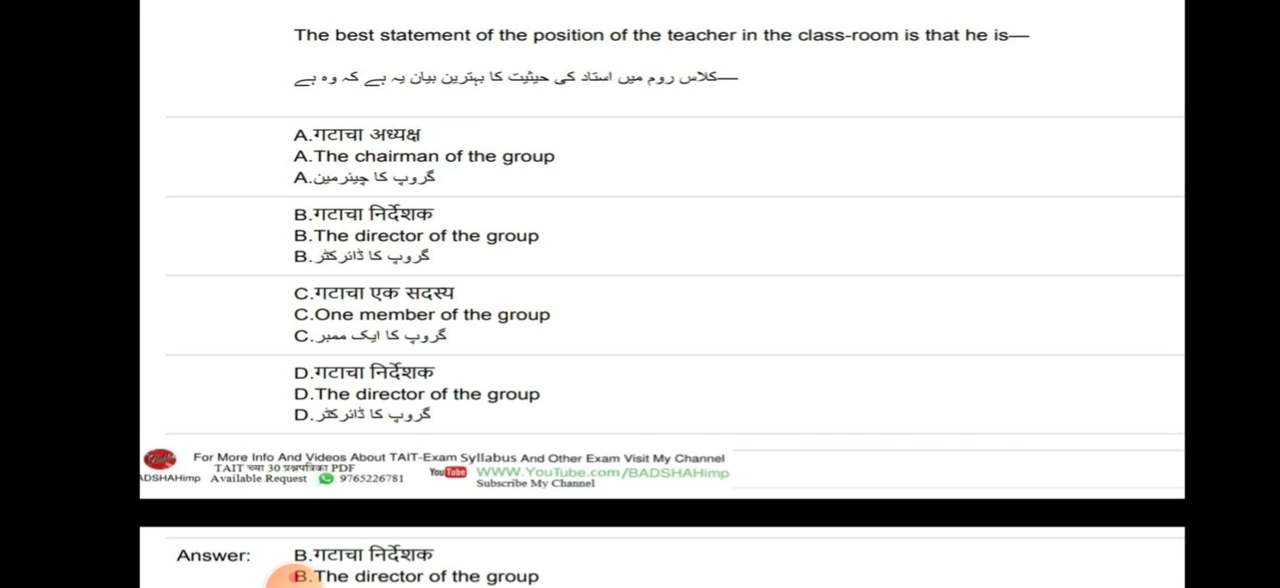 The best statement of the position of the teacher in the class-room is that he is—
کلاس روم میں استاد کی حیثیت کا بہترین بیان یہ ہے کہ وہ ہے—
A.गटाचा अध्यक्ष
A.The chairman of the group
A.گروپ کا چیئرمین
B.गटाचा निर्देशक
B.The director of the group
B.گروپ کا ڈائرکٹر
C.गटाचा एक सदस्य
C.One member of the group
C.گروپ کا ایک ممبر
D.गटाचा निर्देशक
D.The director of the group
D.گروپ کا ڈائرکٹر
For More Info And Videos About TAIT-Exam Syllabus And Other Exam Visit My Channel
TAIT च्या 30 प्रश्नपत्रिका PDF
ADSHAHimp Available Request 9765226781
YouTube WWW.YouTube.com/BADSHAHimp
Subscribe My Channel
Answer: B.गटाचा निर्देशक
B.The director of the group